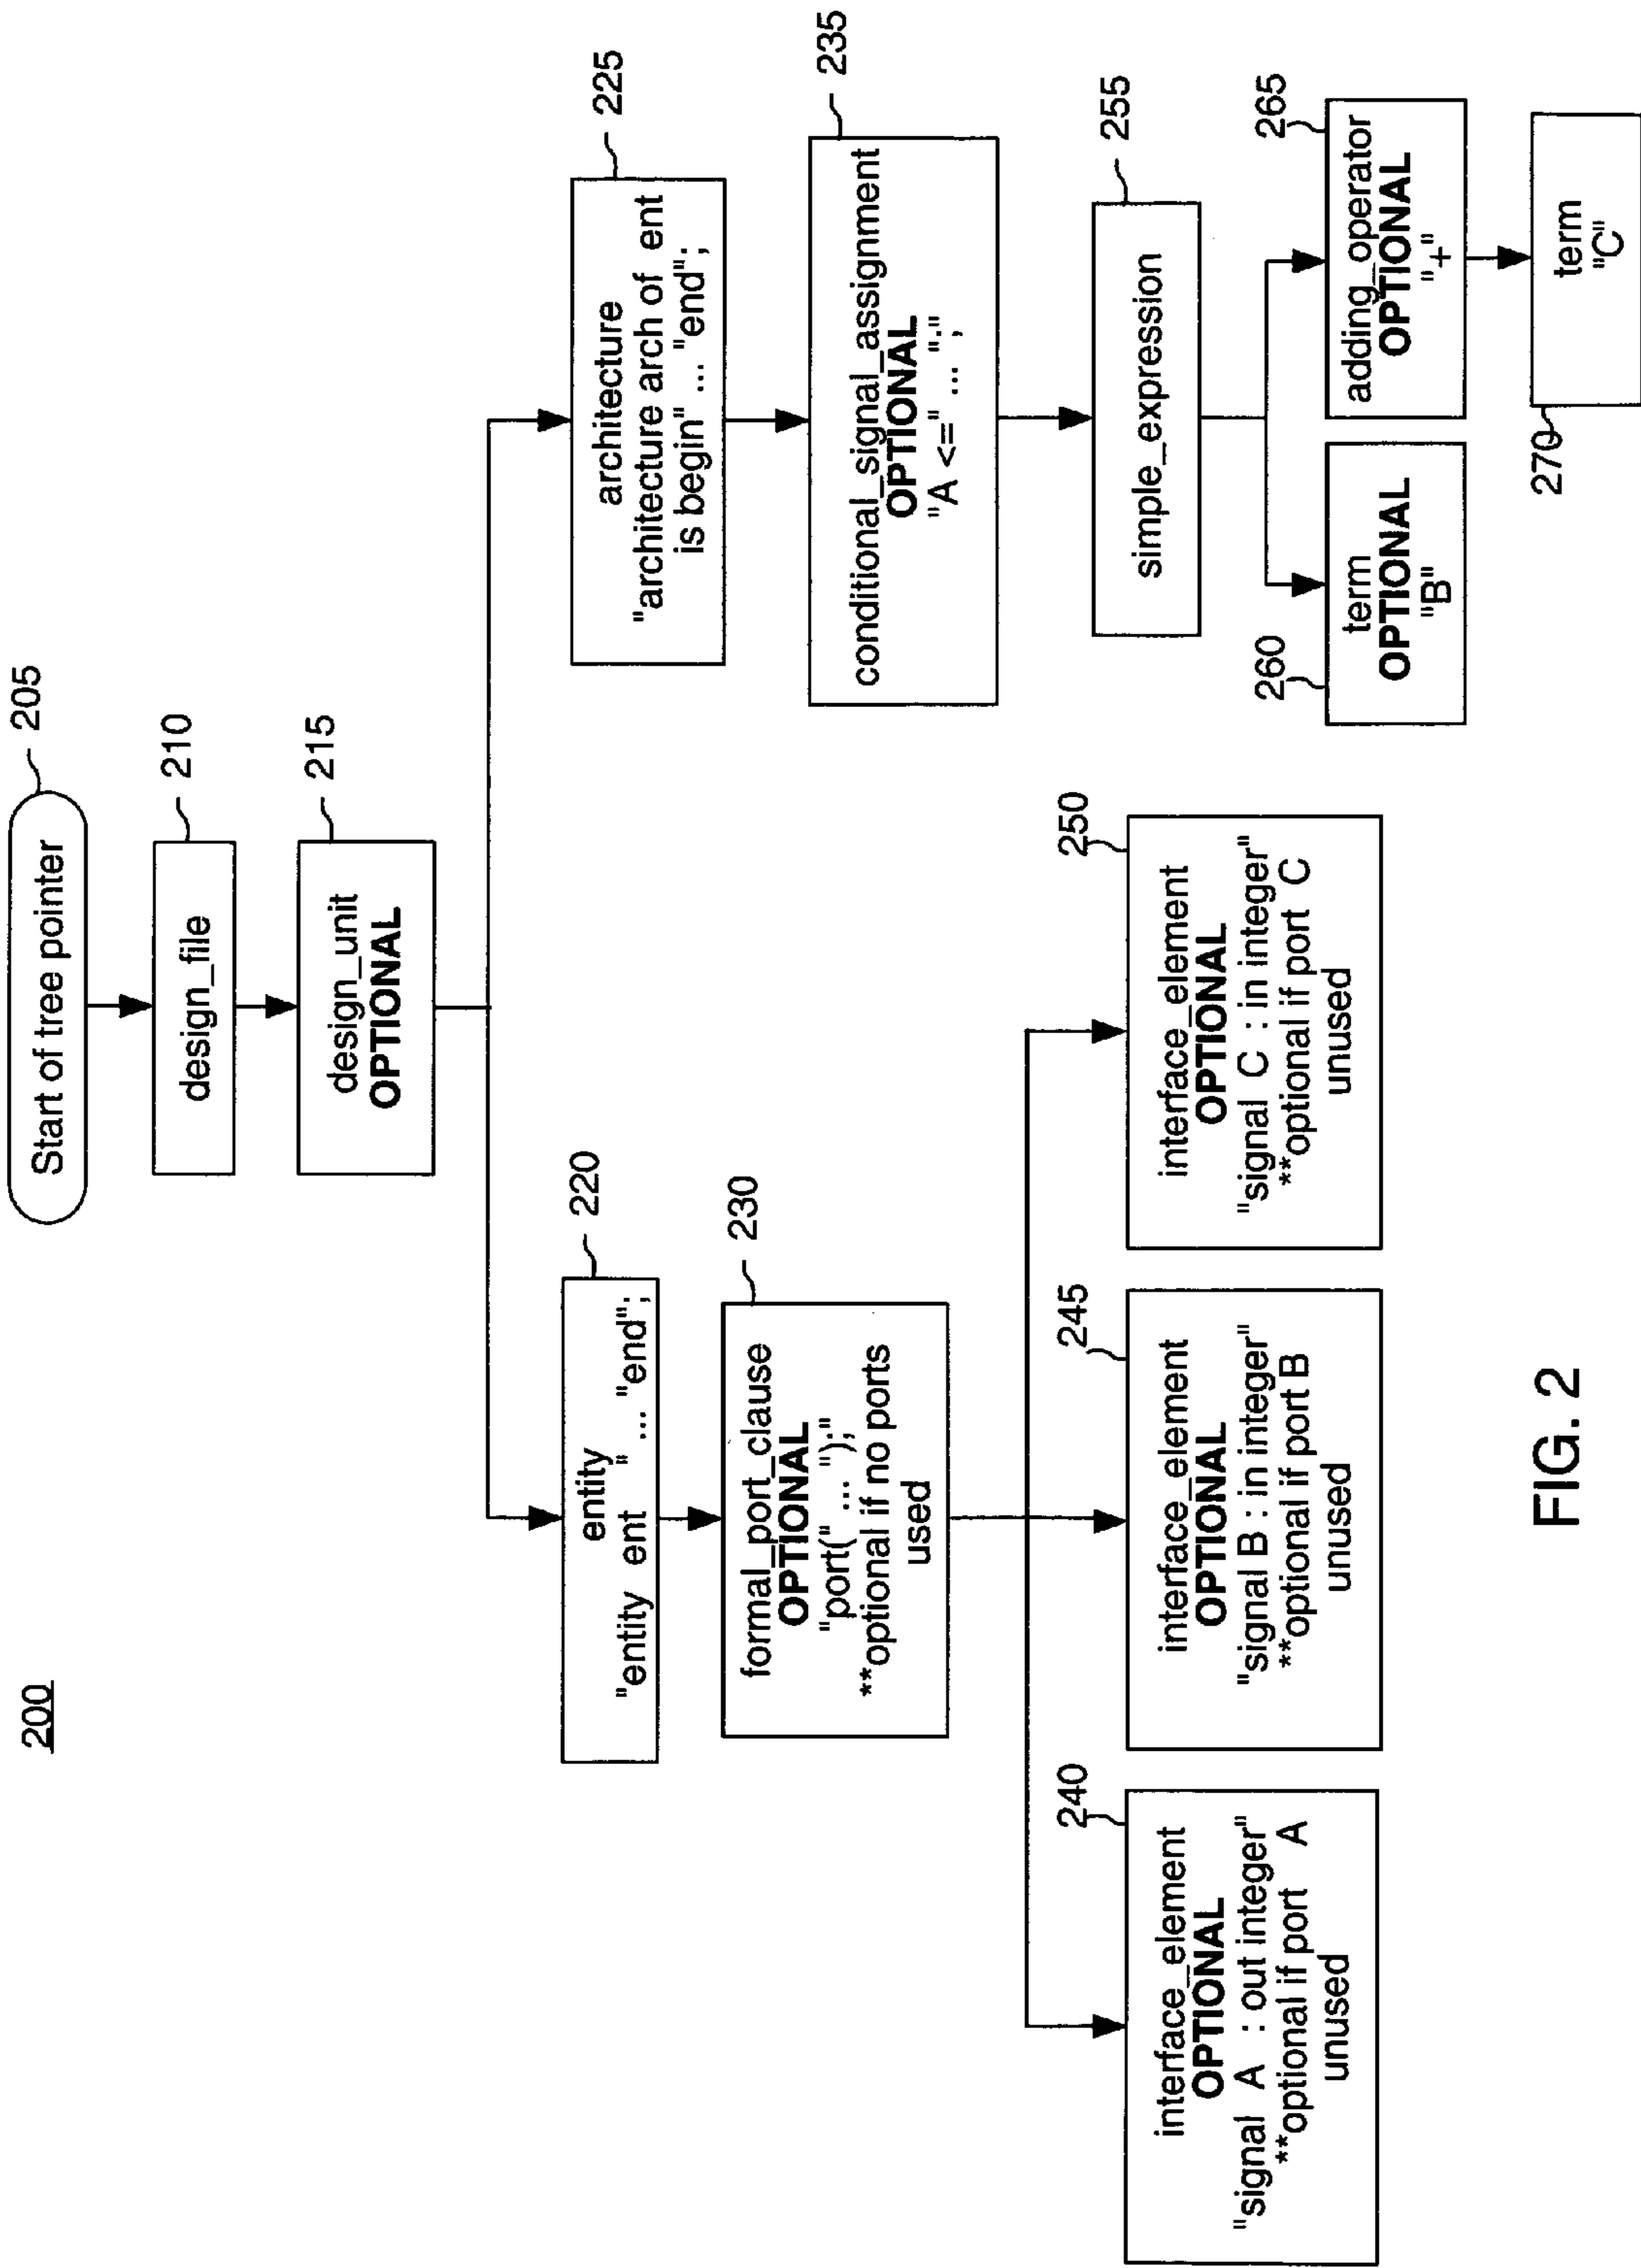 200
Start of tree pointer
205
design_file
210
design_unit
OPTIONAL
215
entity
"entity ent " ... "end";
220
architecture
"architecture arch of ent
is begin" ... "end";
225
formal_port_clause
OPTIONAL
"port(" ... ");"
**optional if no ports
used
230
conditional_signal_assignment
OPTIONAL
"A <=" ... ";"
235
interface_element
OPTIONAL
"signal A : out integer"
**optional if port A
unused
240
interface_element
OPTIONAL
"signal B : in integer"
**optional if port B
unused
245
interface_element
OPTIONAL
"signal C : in integer"
**optional if port C
unused
250
simple_expression
255
term
OPTIONAL
"B"
260
adding_operator
OPTIONAL
"+"
265
term
"C"
270
FIG. 2